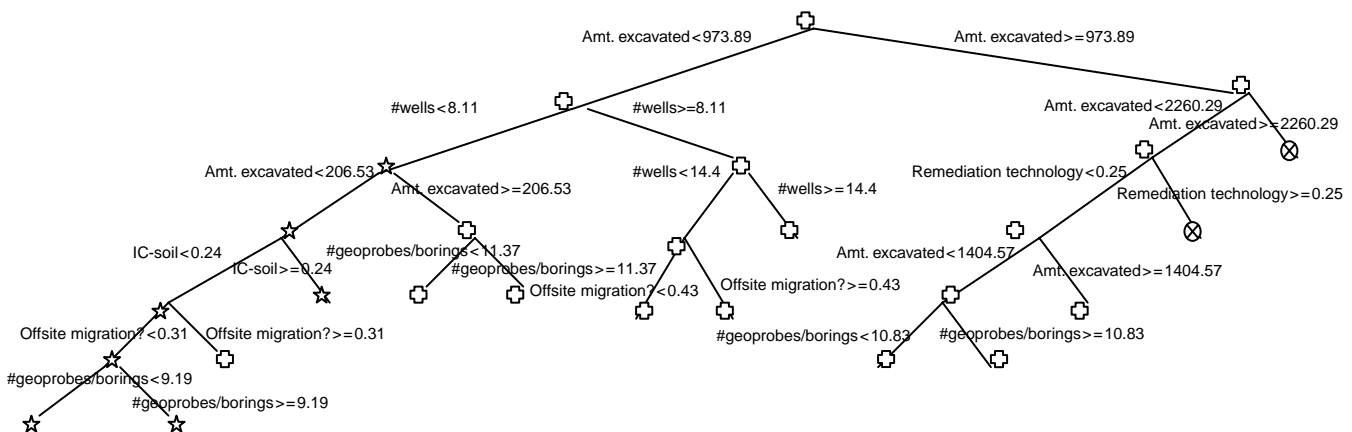 Amt. excavated<973.89
Amt. excavated>=973.89
#wells<8.11
#wells>=8.11
Amt. excavated<2260.29
Amt. excavated>=2260.29
Amt. excavated<206.53
Amt. excavated>=206.53
#wells<14.4
#wells>=14.4
Remediation technology<0.25
Remediation technology>=0.25
IC-soil<0.24
IC-soil>=0.24
#geoprobes/borings<11.37
#geoprobes/borings>=11.37
Offsite migration?<0.43
Offsite migration?>=0.43
Amt. excavated<1404.57
Amt. excavated>=1404.57
Offsite migration?<0.31
Offsite migration?>=0.31
#geoprobes/borings<10.83
#geoprobes/borings>=10.83
#geoprobes/borings<9.19
#geoprobes/borings>=9.19